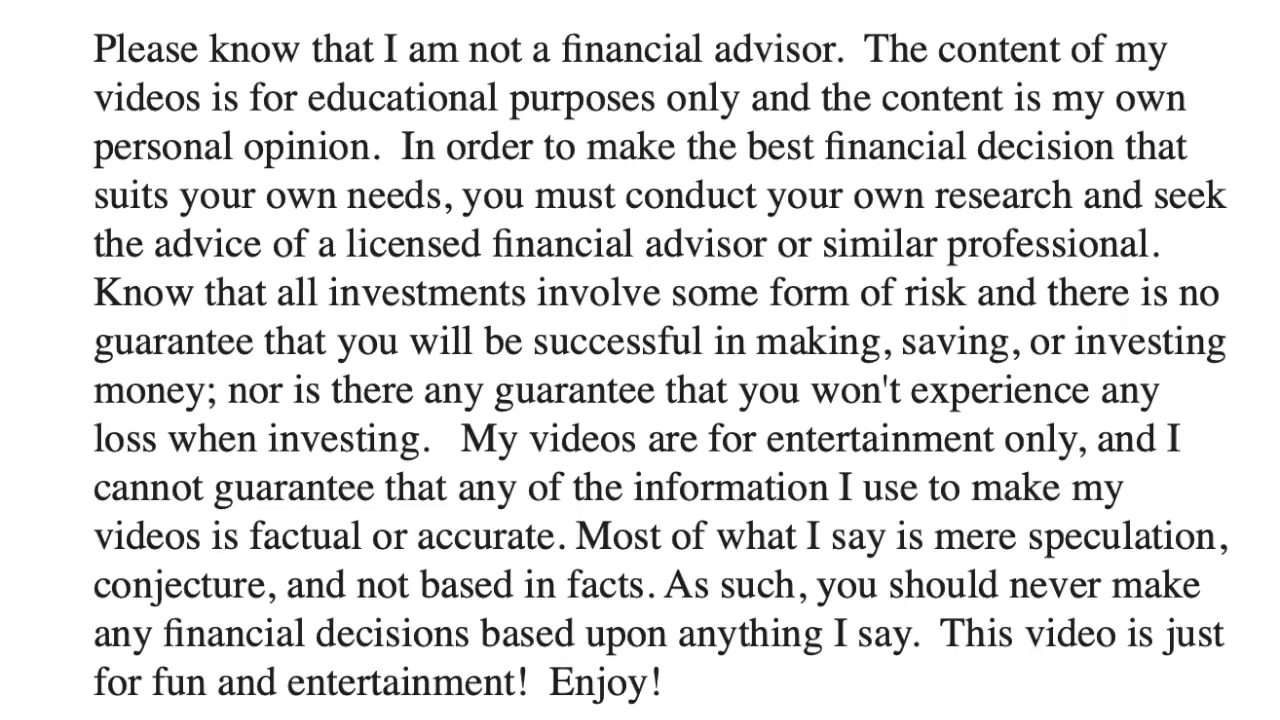 Please know that I am not a financial advisor.  The content of my
videos is for educational purposes only and the content is my own
personal opinion.  In order to make the best financial decision that
suits your own needs, you must conduct your own research and seek
the advice of a licensed financial advisor or similar professional.
Know that all investments involve some form of risk and there is no
guarantee that you will be successful in making, saving, or investing
money; nor is there any guarantee that you won't experience any
loss when investing.   My videos are for entertainment only, and I
cannot guarantee that any of the information I use to make my
videos is factual or accurate. Most of what I say is mere speculation,
conjecture, and not based in facts. As such, you should never make
any financial decisions based upon anything I say.  This video is just
for fun and entertainment!  Enjoy!